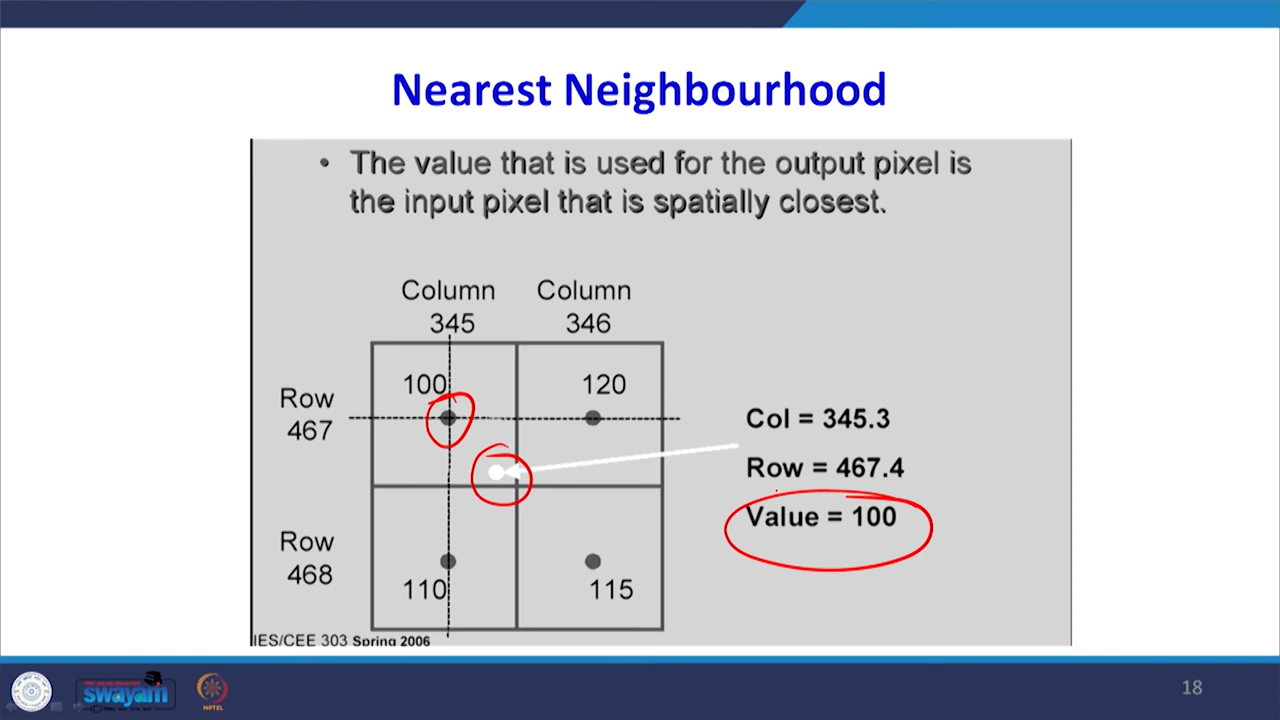 Nearest Neighbourhood
• The value that is used for the output pixel is
the input pixel that is spatially closest.
Column Column
345 346
Row
467
100 120
Col = 345.3
Row = 467.4
Value = 100
Row
468
110 115
IES/CEE 303 Spring 2006
swayam
NPTEL
18